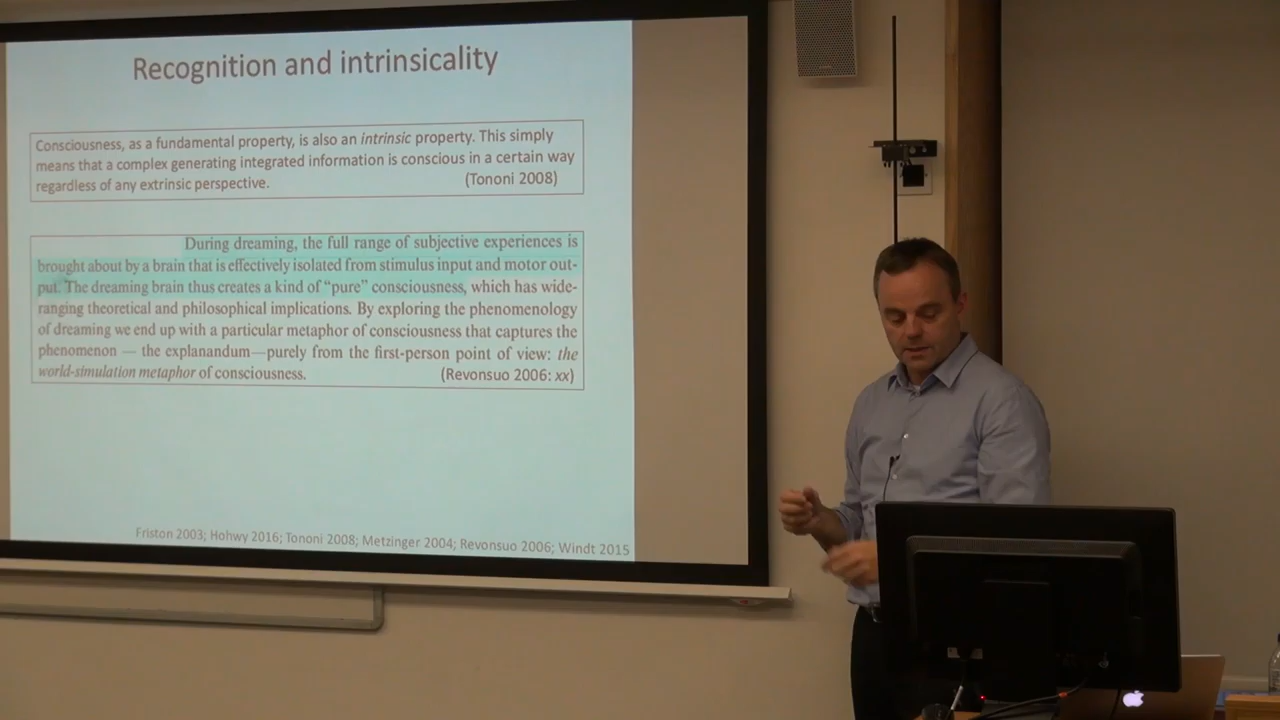 Recognition and intrinsicality
Consciousness, as a fundamental property, is also an intrinsic property. This simply
means that a complex generating integrated information is conscious in a certain way
regardless of any extrinsic perspective. (Tononi 2008)
During dreaming, the full range of subjective experiences is
brought about by a brain that is effectively isolated from stimulus input and motor out-
put. The dreaming brain thus creates a kind of “pure” consciousness, which has wide-
ranging theoretical and philosophical implications. By exploring the phenomenology
of dreaming we end up with a particular metaphor of consciousness that captures the
phenomenon — the explanandum—purely from the first-person point of view: the
world-simulation metaphor of consciousness. (Revonsuo 2006: xx)
Friston 2003; Hohwy 2016; Tononi 2008; Metzinger 2004; Revonsuo 2006; Windt 2015